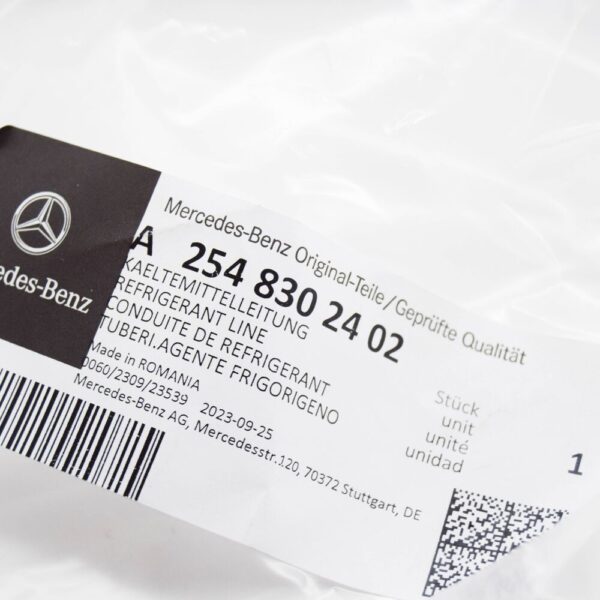 edes-Benz
Mercedes-Benz Original-Teile/Geprüfte Qualität
A 254 830 24 02
KAELTEMITTELLEITUNG
REFRIGERANT LINE
CONDUITE DE REFRIGERANT
TUBERI.AGENTE FRIGORIGENO
Made in ROMANIA
0060/2309/23539 2023-09-25
Mercedes-Benz AG, Mercedesstr.120, 70372 Stuttgart, DE
Stück
unit
unité
unidad
1